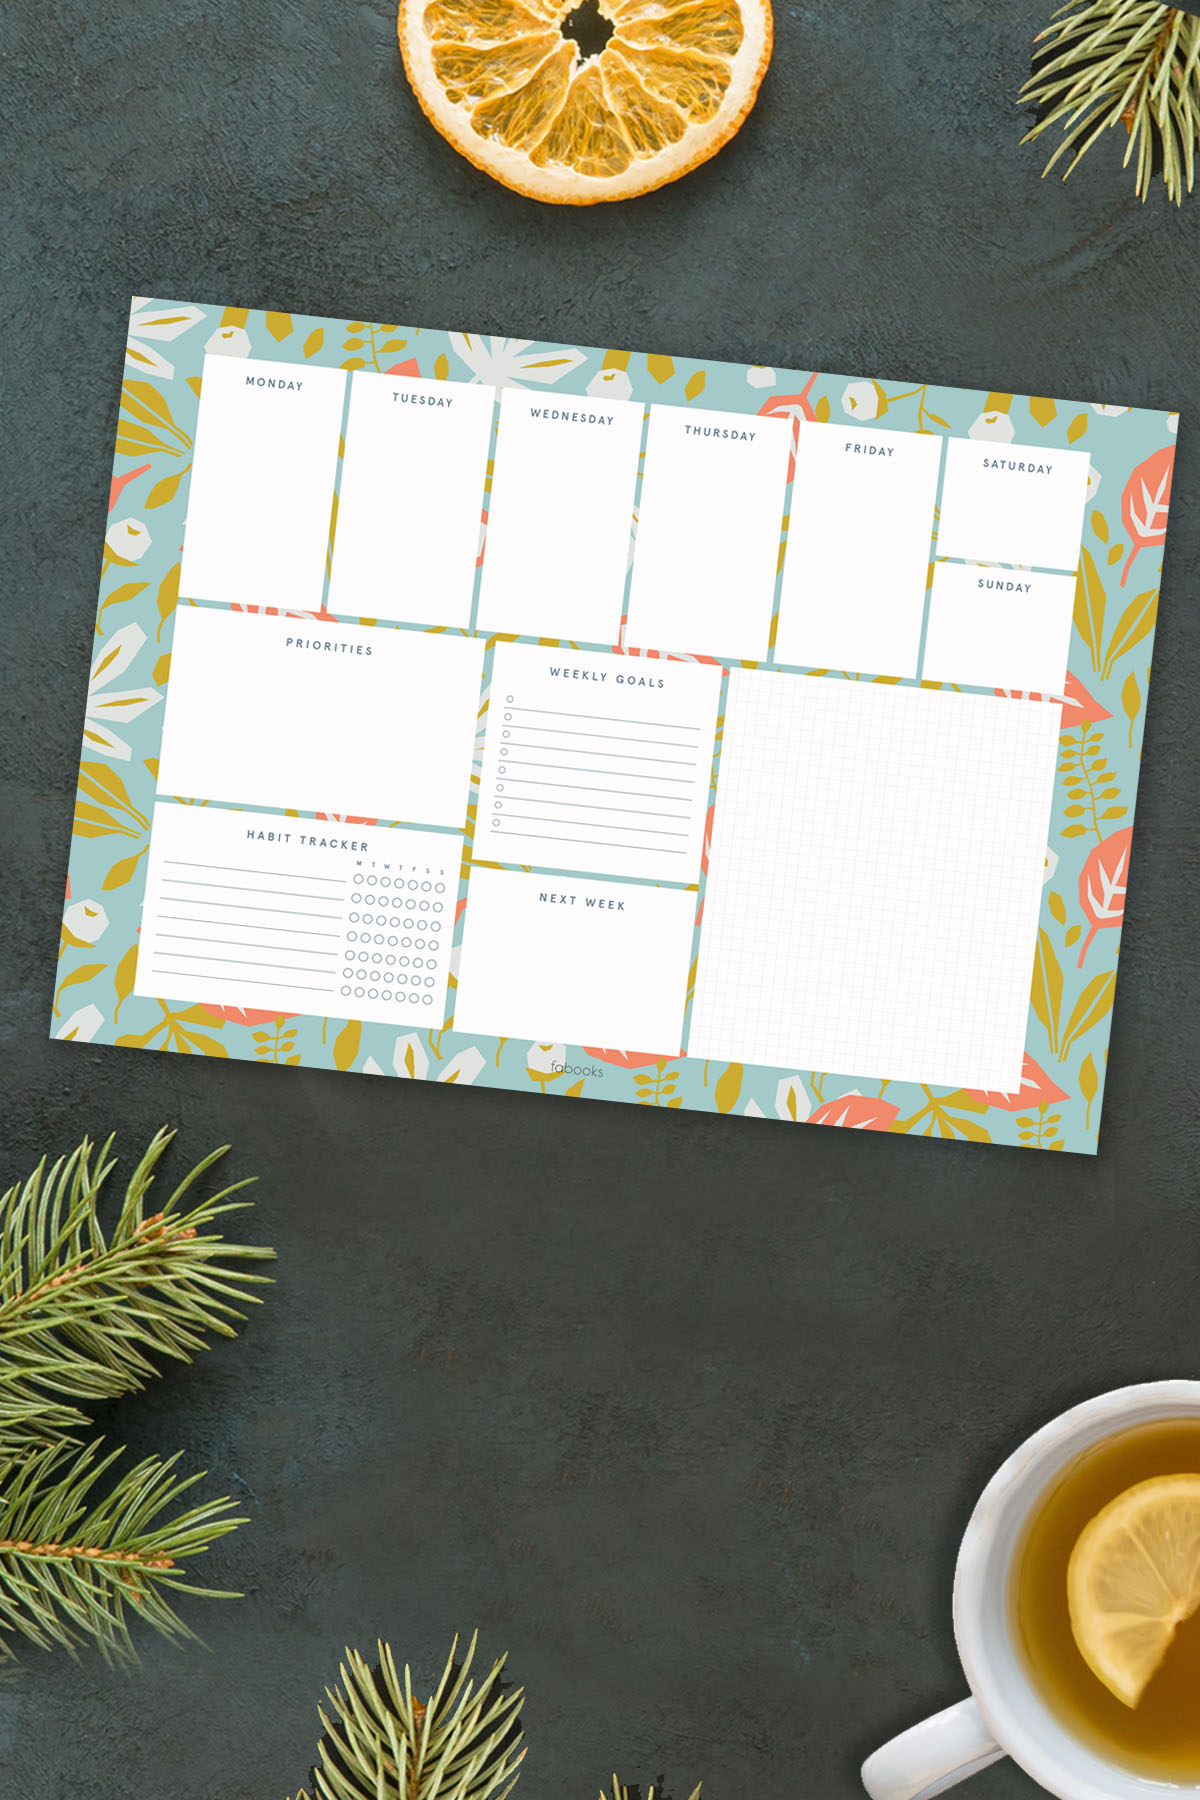 MONDAY
TUESDAY
WEDNESDAY
THURSDAY
FRIDAY
SATURDAY
SUNDAY
PRIORITIES
WEEKLY GOALS
HABIT TRACKER
M T W T F S S
NEXT WEEK
fabooks